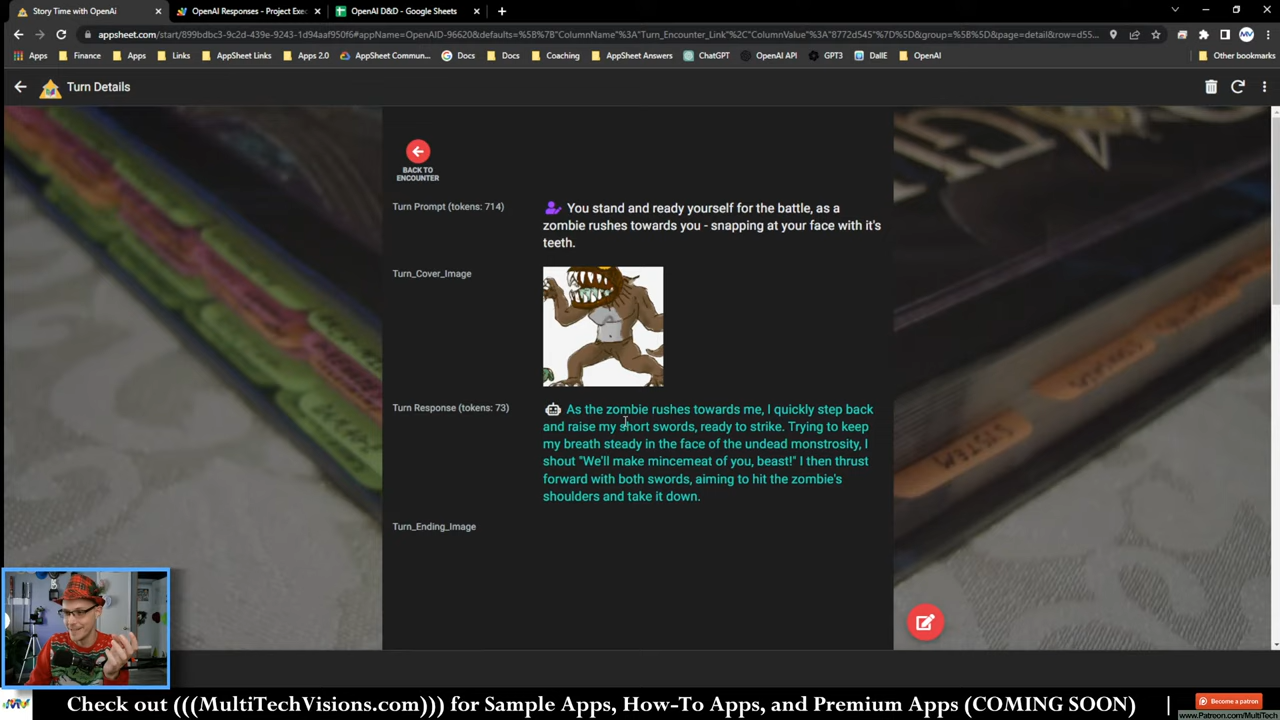 Story Time with OpenAi
OpenAI Responses - Project Exec
OpenAI D&D - Google Sheets
appsheet.com/start/899bdbc3-9c2d-439e-9243-1d94aaf950f6#appName=OpenAID-96620&defaults=%5B%7B"ColumnName"%3A"Turn_Encounter_Link"%2C"ColumnValue"%3A"8772d545"%7D%5D&group=%5B%5D&page=detail&row=d55...
Apps
Finance
Apps
Links
AppSheet Links
Apps 2.0
AppSheet Commun...
Docs
Docs
Coaching
AppSheet Answers
ChatGPT
OpenAI API
GPT3
DallE
OpenAI
Other bookmarks
Turn Details
BACK TO
ENCOUNTER
Turn Prompt (tokens: 714)
You stand and ready yourself for the battle, as a
zombie rushes towards you - snapping at your face with it's
teeth.
Turn_Cover_Image
Turn Response (tokens: 73)
As the zombie rushes towards me, I quickly step back
and raise my short swords, ready to strike. Trying to keep
my breath steady in the face of the undead monstrosity, I
shout "We'll make mincemeat of you, beast!" I then thrust
forward with both swords, aiming to hit the zombie's
shoulders and take it down.
Turn_Ending_Image
SYSTEM
Check out (((MultiTechVisions.com))) for Sample Apps, How-To Apps, and Premium Apps (COMING SOON)
Become a patron
www.Patreon.com/MultiTech